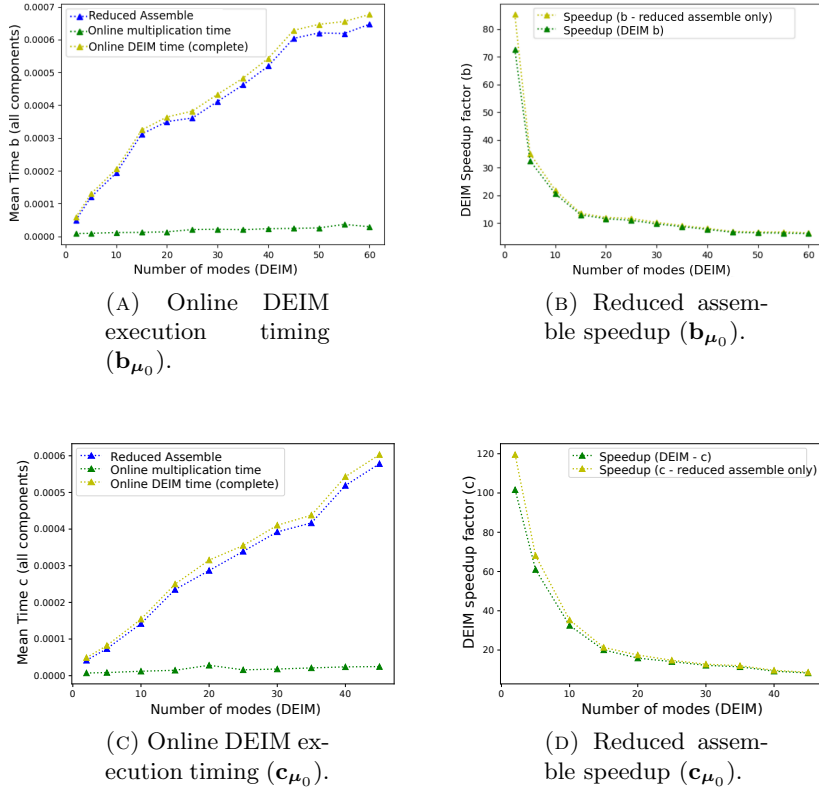 Reduced Assemble
Online multiplication time
Online DEIM time (complete)
0.0007
0.0006
0.0005
0.0004
0.0003
0.0002
0.0001
0.0000
Mean Time b (all components)
0 10 20 30 40 50 60
Number of modes (DEIM)
Speedup (b - reduced assemble only)
Speedup (DEIM b)
80
70
60
50
40
30
20
10
DEIM Speedup factor (b)
0 10 20 30 40 50 60
Number of modes (DEIM)
(A) Online DEIM
execution timing
(b_μ₀).
(B) Reduced assem-
ble speedup (b_μ₀).
Reduced Assemble
Online multiplication time
Online DEIM time (complete)
0.0006
0.0005
0.0004
0.0003
0.0002
0.0001
0.0000
Mean Time c (all components)
0 10 20 30 40
Number of modes (DEIM)
Speedup (DEIM - c)
Speedup (c - reduced assemble only)
120
100
80
60
40
20
DEIM speedup factor (c)
0 10 20 30 40
Number of modes (DEIM)
(C) Online DEIM ex-
ecution timing (c_μ₀).
(D) Reduced assem-
ble speedup (c_μ₀).